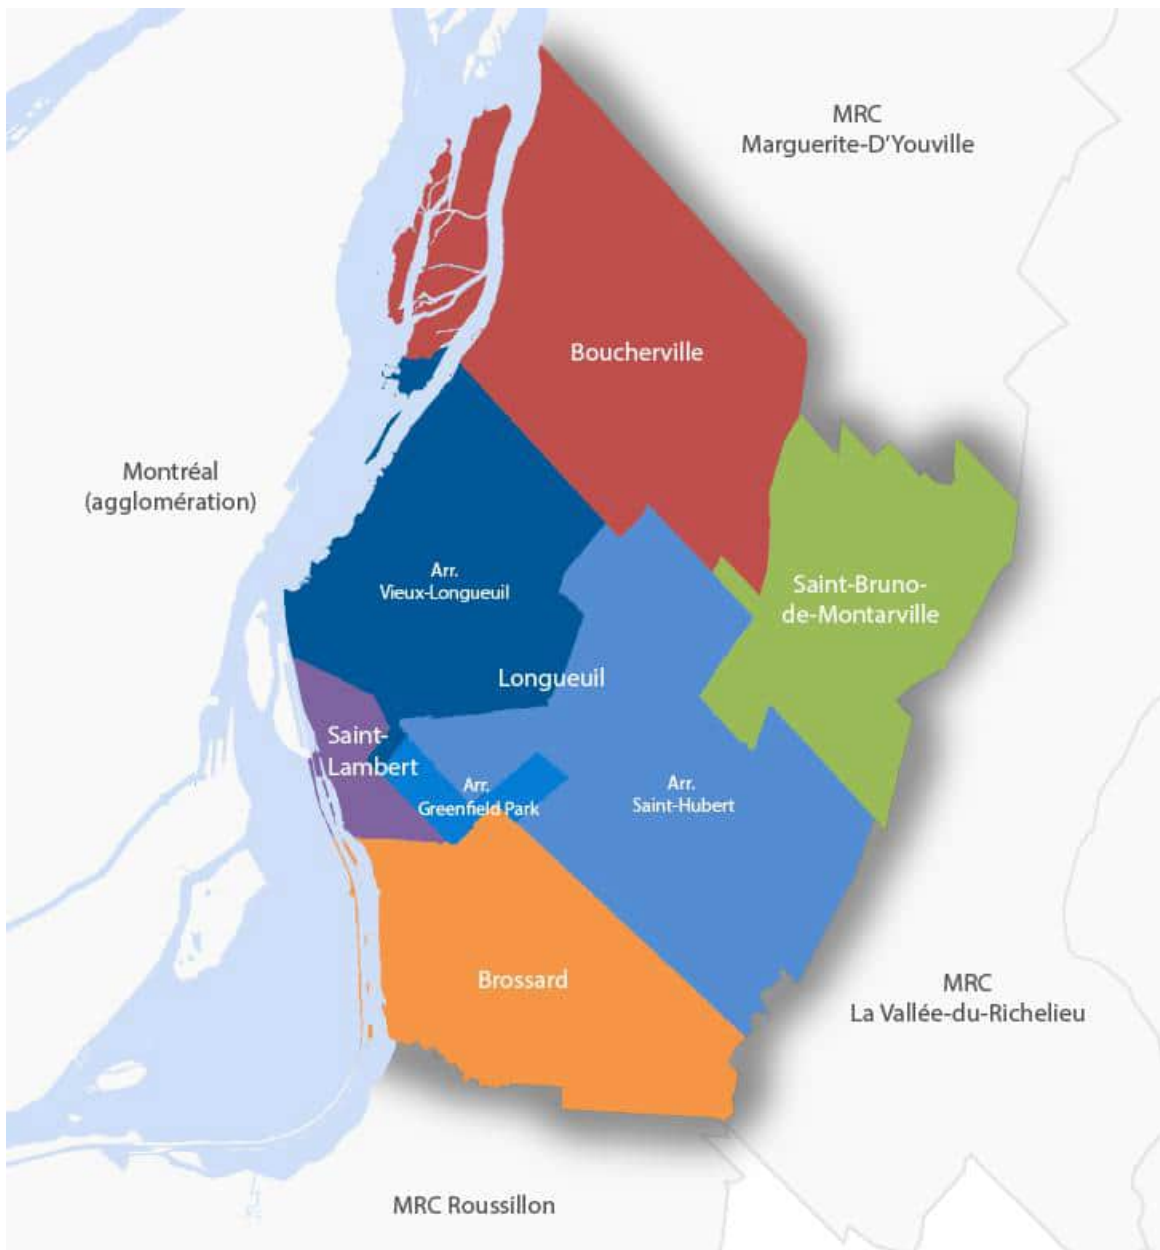 MRC
Marguerite-D'Youville
Boucherville
Montréal
(agglomération)
Arr.
Vieux-Longueuil
Saint-Bruno-
de-Montarville
Longueuil
Saint-
Lambert
Arr.
Greenfield Park
Arr.
Saint-Hubert
Brossard
MRC
La Vallée-du-Richelieu
MRC Roussillon